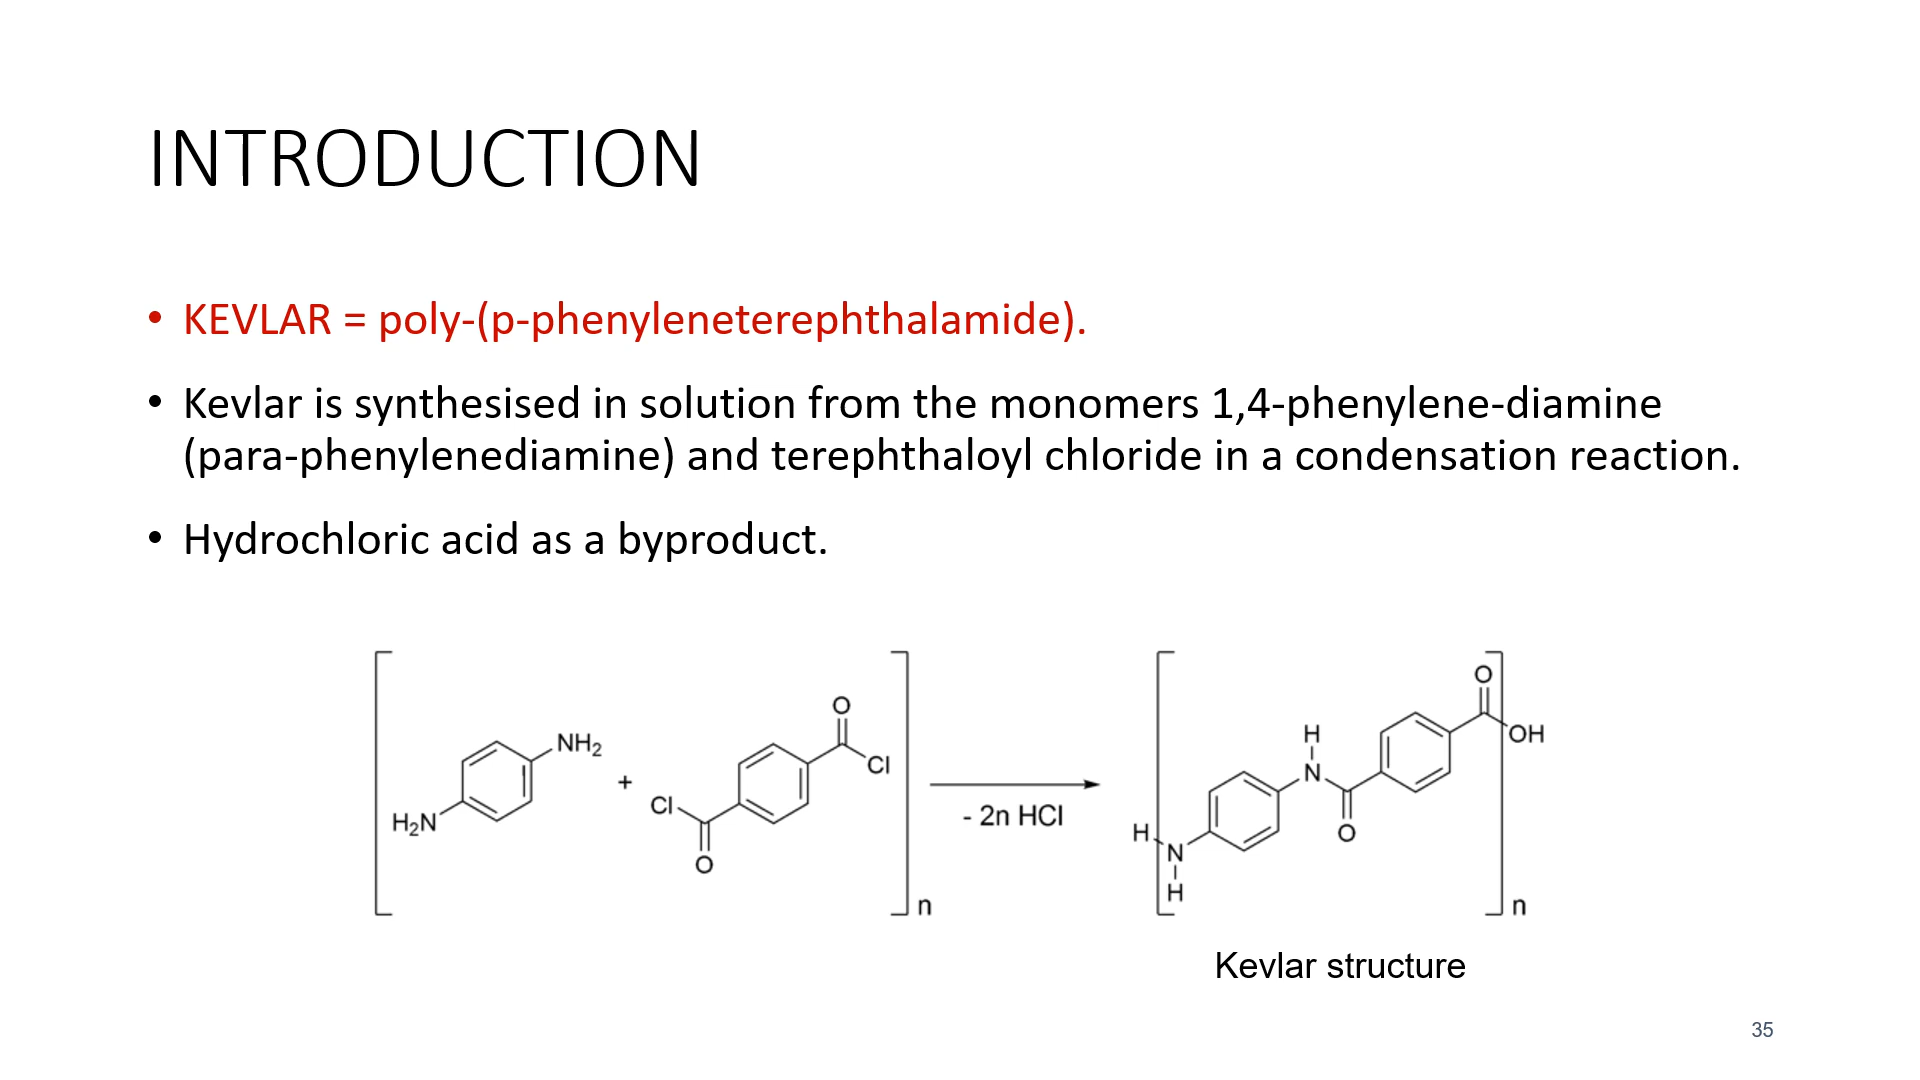 INTRODUCTION
• KEVLAR = poly-(p-phenyleneterephthalamide).
• Kevlar is synthesised in solution from the monomers 1,4-phenylene-diamine
(para-phenylenediamine) and terephthaloyl chloride in a condensation reaction.
• Hydrochloric acid as a byproduct.
H₂N
NH₂
+
Cl
O
O
Cl
n
- 2n HCl
H
N
H
H
N
O
O
OH
n
Kevlar structure
35